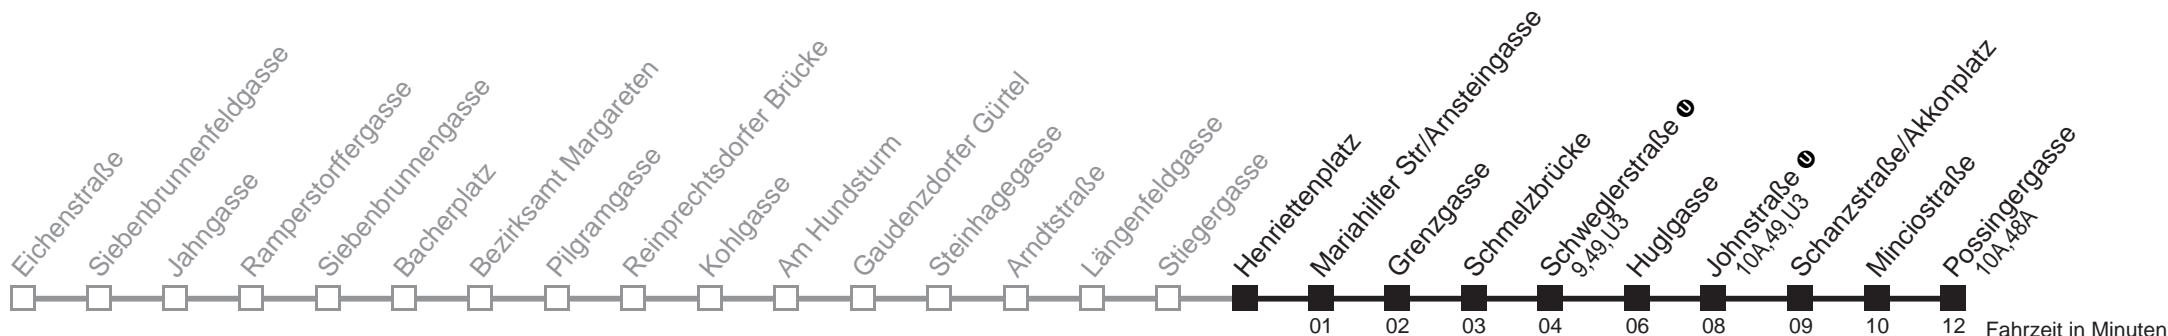 Eichenstraße
Siebenbrunnenfeldgasse
Jahngasse
Ramperstorffergasse
Siebenbrunnengasse
Bacherplatz
Bezirksamt Margareten
Pilgramgasse
Reinprechtsdorfer Brücke
Kohlgasse
Am Hundsturm
Gaudenzdorfer Gürtel
Steinhagegasse
Arndtstraße
Längenfeldgasse
Stiegergasse
Henriettenplatz
Mariahilfer Str/Arnsteingasse
Grenzgasse
Schmelzbrücke
Schweglerstraße U
9,49,U3
Huglgasse
Johnstraße U
10A,49,U3
Schanzstraße/Akkonplatz
Minciostraße
Possingergasse
10A,48A
01 02 03 04 06 08 09 10 12 Fahrzeit in Minuten